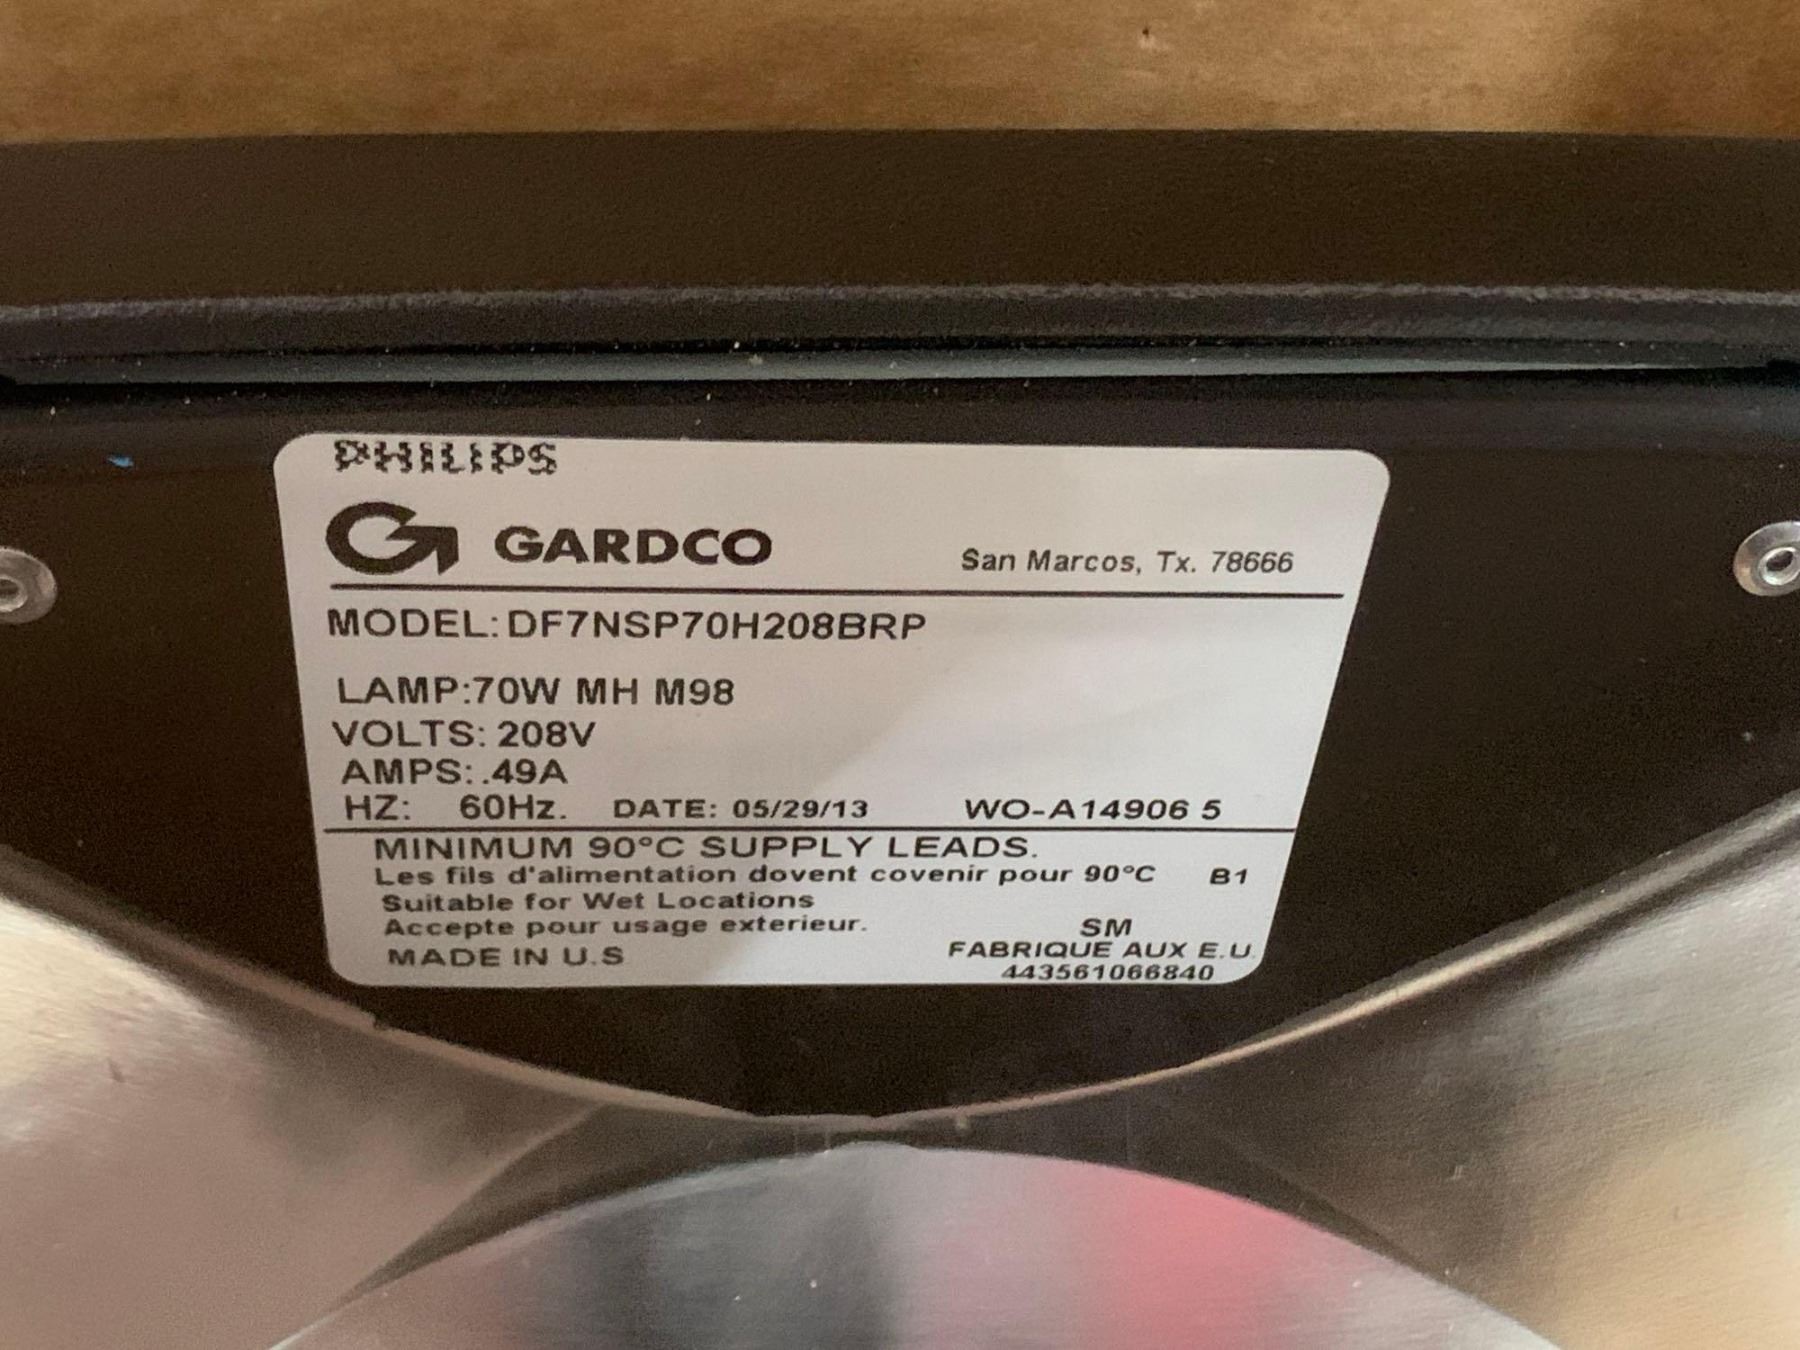 PHILIPS
GARDCO San Marcos, Tx. 78666
MODEL: DF7NSP70H208BRP
LAMP:70W MH M98
VOLTS: 208V
AMPS: .49A
HZ: 60Hz. DATE: 05/29/13 WO-A14906 5
MINIMUM 90°C SUPPLY LEADS.
Les fils d'alimentation dovent covenir pour 90°C B1
Suitable for Wet Locations
Accepte pour usage exterieur. SM
MADE IN U.S FABRIQUE AUX E.U.
443561066840